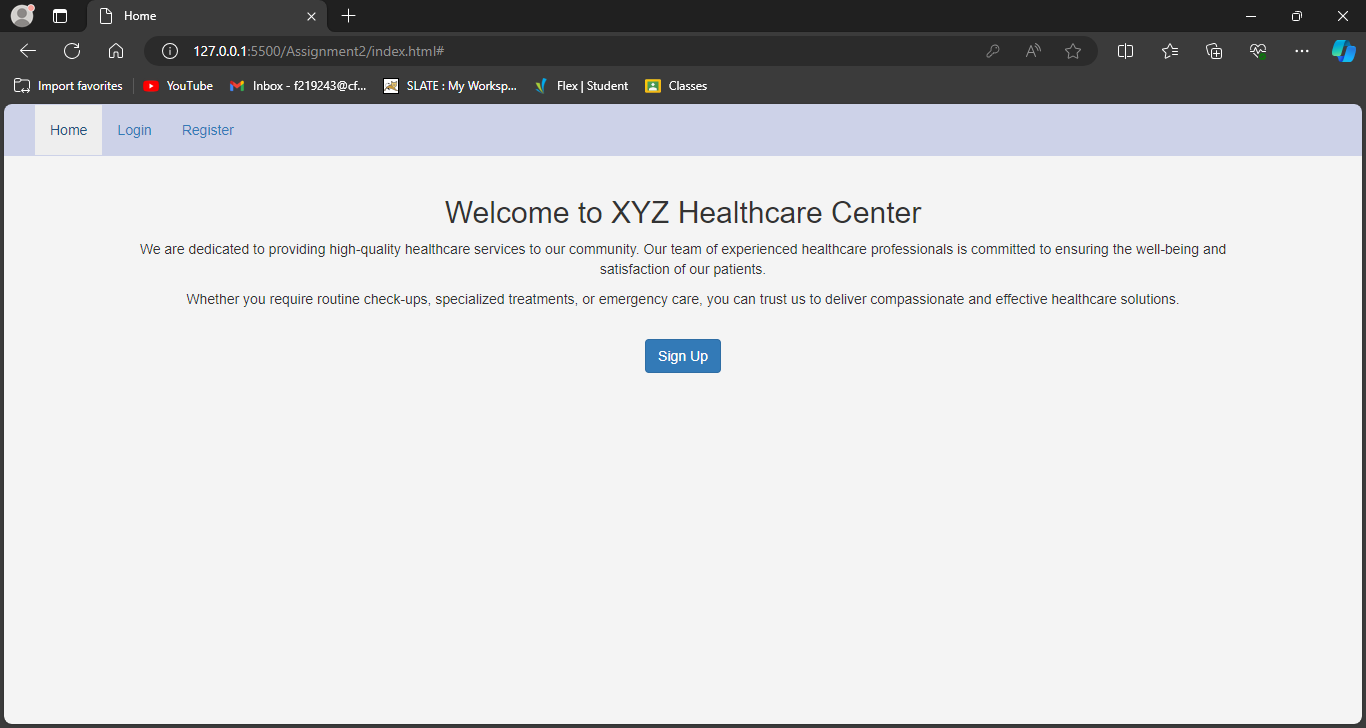 Home
127.0.0.1:5500/Assignment2/index.html#
Import favorites YouTube Inbox - f219243@cf... SLATE : My Worksp... Flex | Student Classes
Home Login Register
Welcome to XYZ Healthcare Center
We are dedicated to providing high-quality healthcare services to our community. Our team of experienced healthcare professionals is committed to ensuring the well-being and
satisfaction of our patients.
Whether you require routine check-ups, specialized treatments, or emergency care, you can trust us to deliver compassionate and effective healthcare solutions.
Sign Up